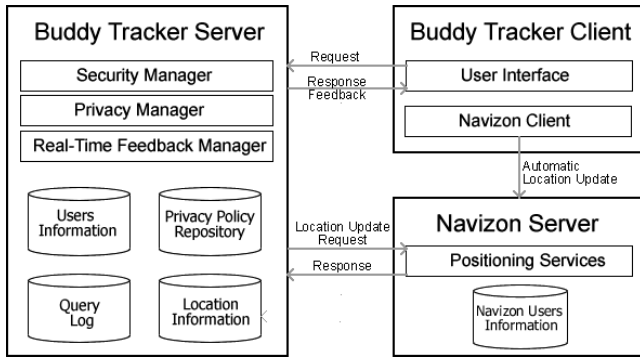 Buddy Tracker Server
Security Manager
Privacy Manager
Real-Time Feedback Manager
Users
Information
Privacy Policy
Repository
Query
Log
Location
Information
Request
Response
Feedback
Buddy Tracker Client
User Interface
Navizon Client
Automatic
Location Update
Location Update
Request
Response
Navizon Server
Positioning Services
Navizon Users
Information